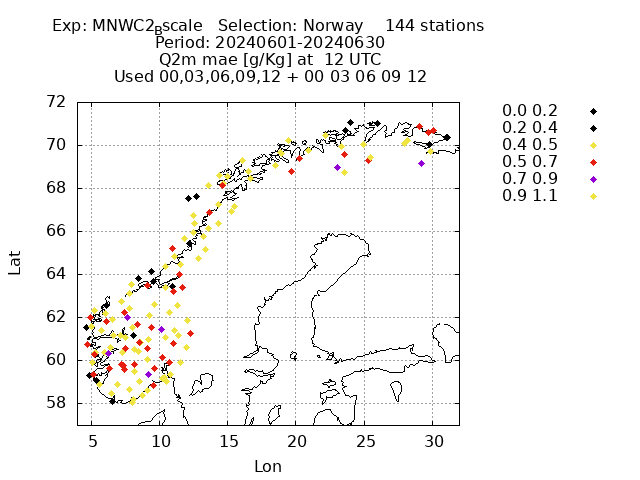 Exp: MNWC2Bscale Selection: Norway 144 stations
Period: 20240601-20240630
Q2m mae [g/Kg] at 12 UTC
Used 00,03,06,09,12 + 00 03 06 09 12
72
70
68
66
64
62
60
58
5 10 15 20 25 30
Lat
Lon
0.0 0.2
0.2 0.4
0.4 0.5
0.5 0.7
0.7 0.9
0.9 1.1